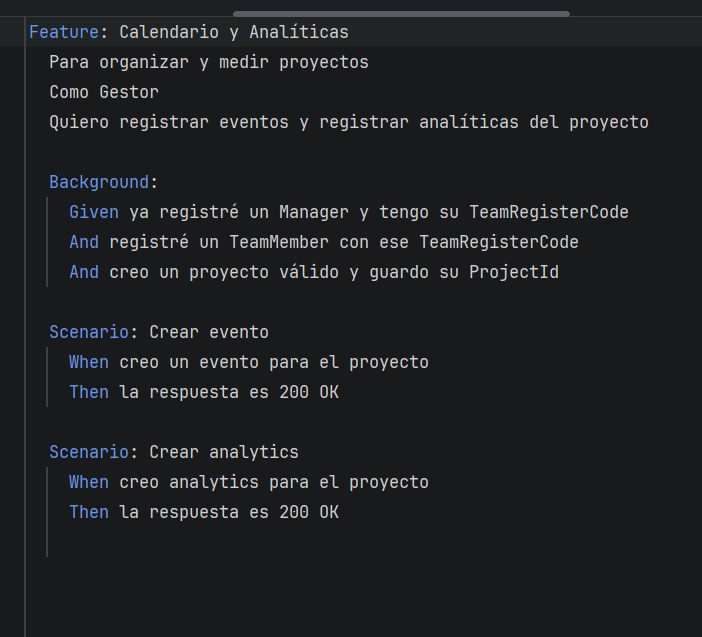 Feature: Calendario y Analíticas
Para organizar y medir proyectos
Como Gestor
Quiero registrar eventos y registrar analíticas del proyecto
Background:
Given ya registré un Manager y tengo su TeamRegisterCode
And registré un TeamMember con ese TeamRegisterCode
And creo un proyecto válido y guardo su ProjectId
Scenario: Crear evento
When creo un evento para el proyecto
Then la respuesta es 200 OK
Scenario: Crear analytics
When creo analytics para el proyecto
Then la respuesta es 200 OK